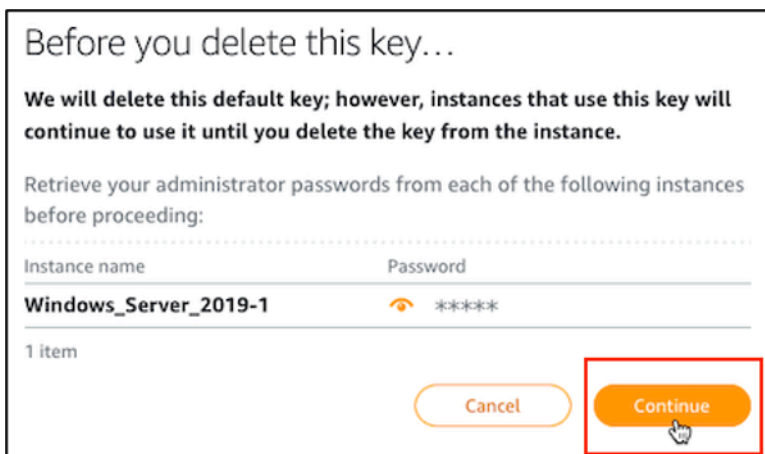 Before you delete this key...
We will delete this default key; however, instances that use this key will
continue to use it until you delete the key from the instance.
Retrieve your administrator passwords from each of the following instances
before proceeding:
Instance name Password
Windows_Server_2019-1 *****
1 item
Cancel Continue